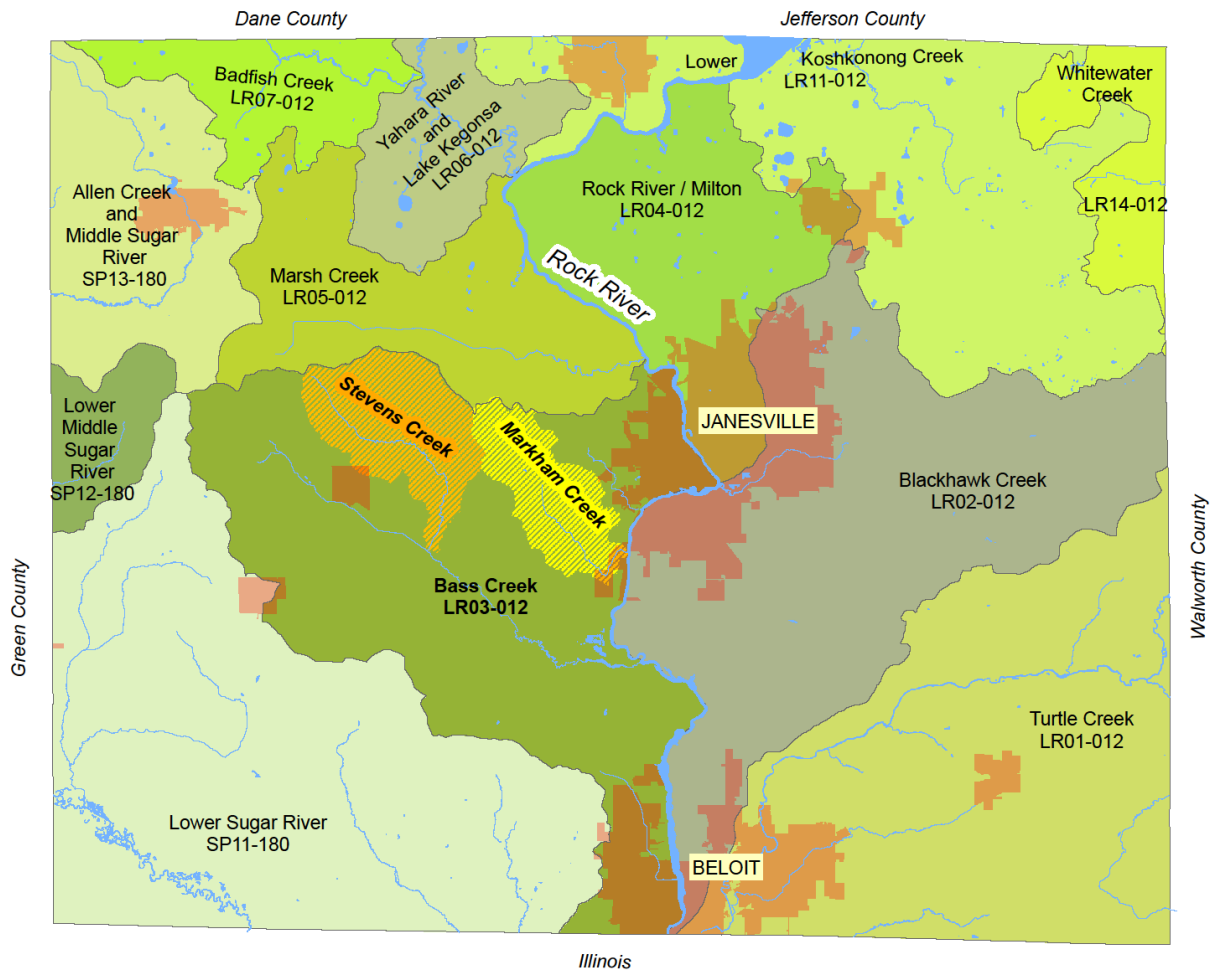 Dane County
Jefferson County
Lower
Koshkonong Creek
LR11-012
Whitewater
Creek
Badfish Creek
LR07-012
Yahara River
and
Lake Kegonsa
LR06-012
Allen Creek
and
Middle Sugar
River
SP13-180
Rock River / Milton
LR04-012
LR14-012
Marsh Creek
LR05-012
Rock River
Stevens Creek
Markham Creek
JANESVILLE
Lower
Middle
Sugar
River
SP12-180
Blackhawk Creek
LR02-012
Green County
Walworth County
Bass Creek
LR03-012
Turtle Creek
LR01-012
Lower Sugar River
SP11-180
BELOIT
Illinois